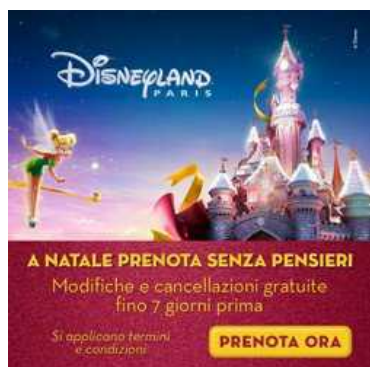 © Disney
DISNEYLAND
PARIS
A NATALE PRENOTA SENZA PENSIERI
Modifiche e cancellazioni gratuite
fino 7 giorni prima
Si applicano termini
e condizioni
PRENOTA ORA